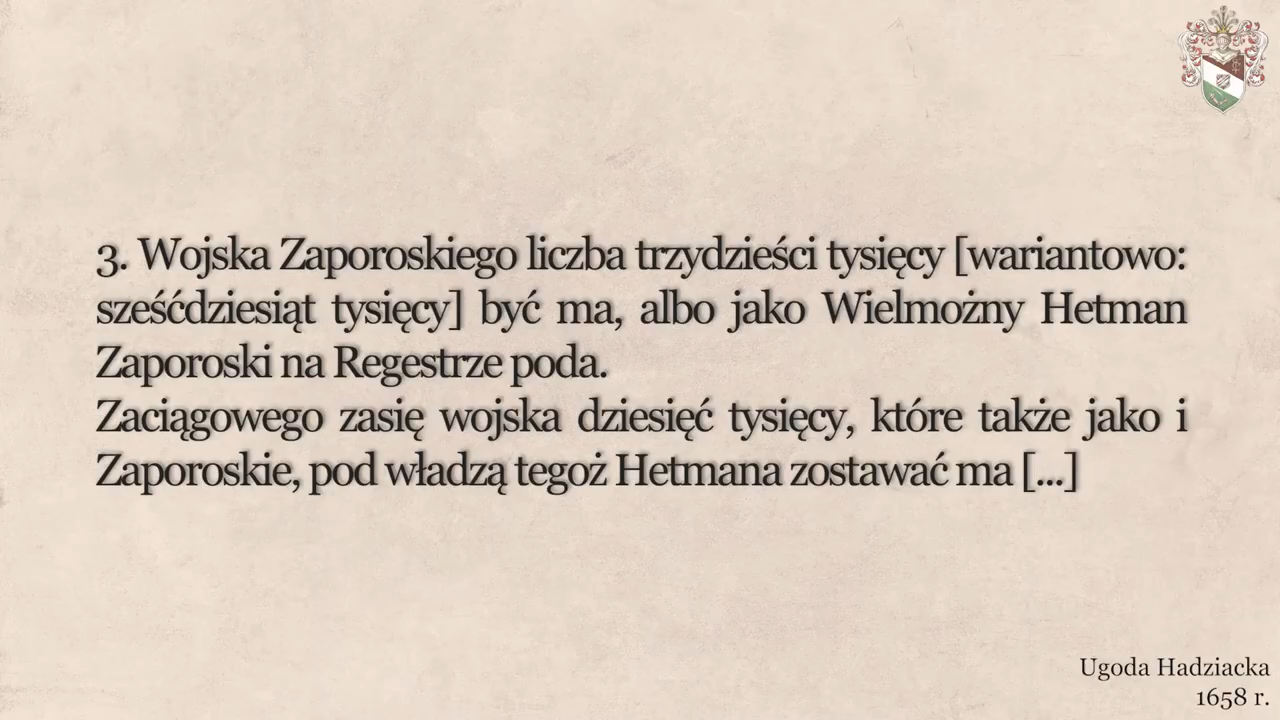 3. Wojska Zaporoskiego liczba trzydzieści tysięcy [wariantowo:
sześćdziesiąt tysięcy] być ma, albo jako Wielmożny Hetman
Zaporoski na Regestrze poda.
Zaciągowego zasię wojska dziesięć tysięcy, które także jako i
Zaporoskie, pod władzą tegoż Hetmana zostawać ma [...]
Ugoda Hadziacka
1658 r.